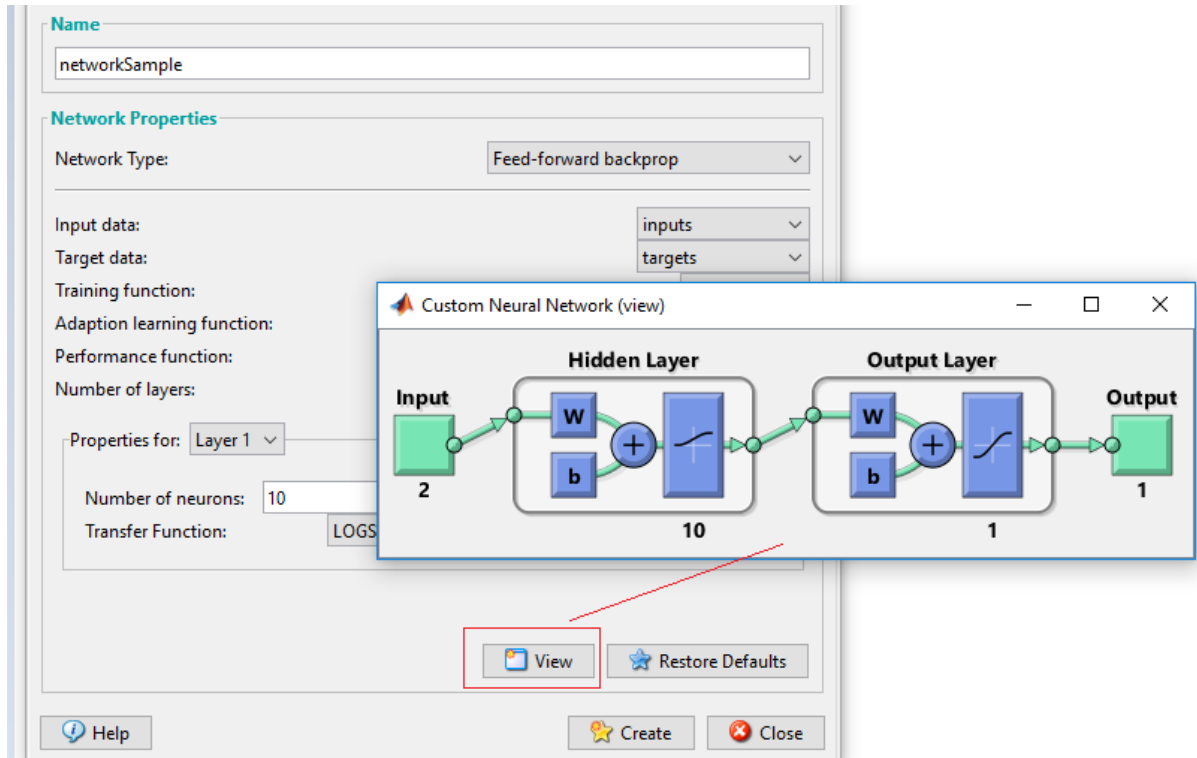 Name
networkSample
Network Properties
Network Type: Feed-forward backprop
Input data: inputs
Target data: targets
Training function:
Adaption learning function:
Performance function:
Number of layers:
Properties for: Layer 1
Number of neurons: 10
Transfer Function: LOGS
Custom Neural Network (view)
Hidden Layer Output Layer
Input Output
W W
b b
2 1
10 1
View Restore Defaults
Help Create Close